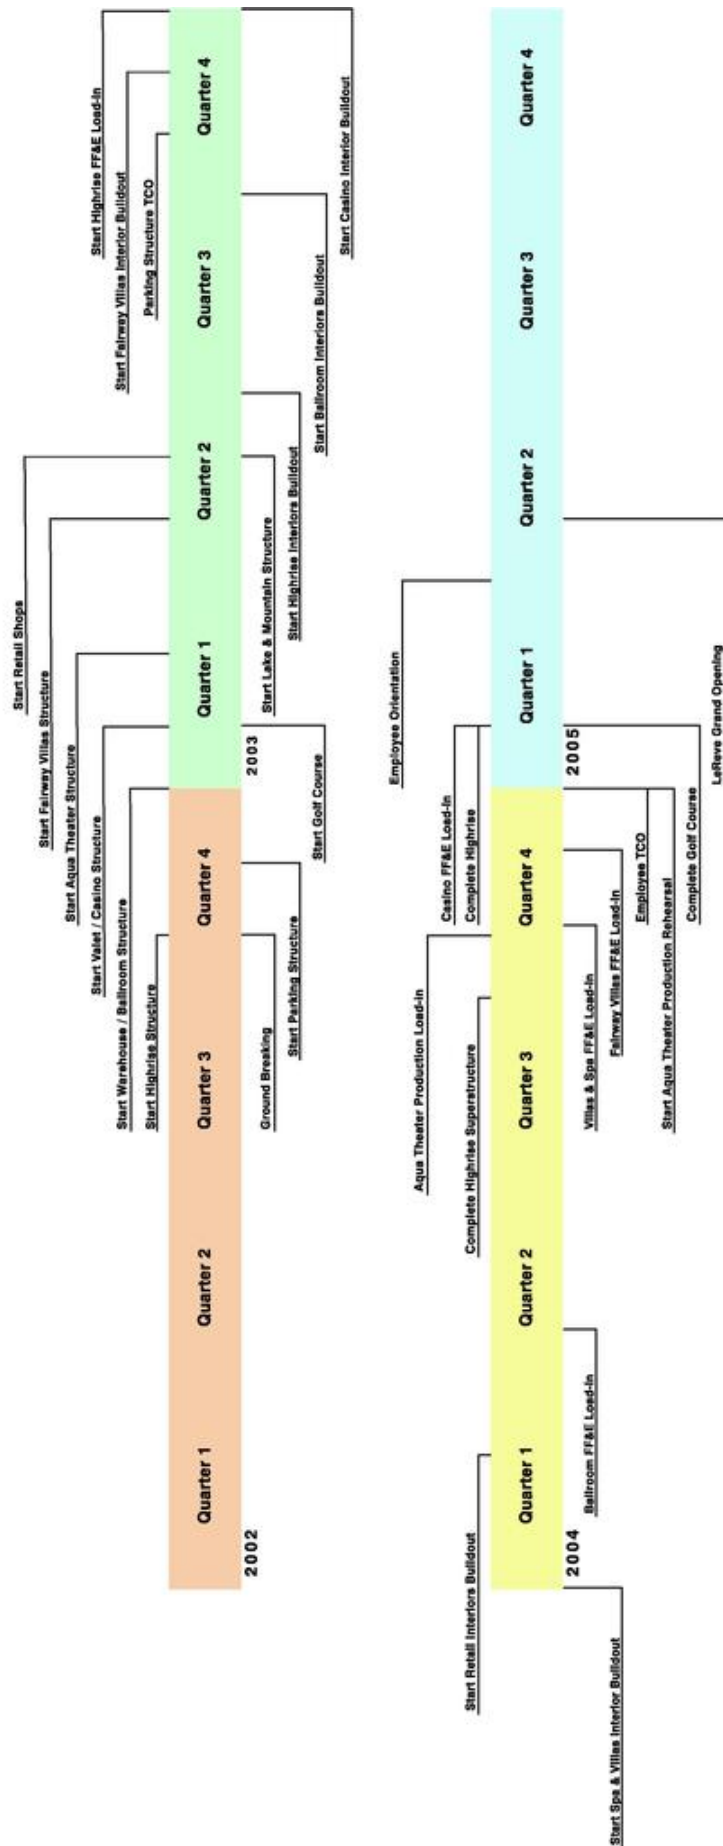 Start Retail Shops
Start Fairway Villas Structure
Start Aqua Theater Structure
Start Valet / Casino Structure
Start Warehouse / Ballroom Structure
Start Highrise Structure
Start Highrise FF&E Load-In
Start Fairway Villas Interior Buildout
Parking Structure TCO
Quarter 1
Quarter 2
Quarter 3
Quarter 4
Quarter 1
Quarter 2
Quarter 3
Quarter 4
2002
2003
Ground Breaking
Start Parking Structure
Start Golf Course
Start Lake & Mountain Structure
Start Highrise Interiors Buildout
Start Ballroom Interiors Buildout
Start Casino Interior Buildout
Employee Orientation
Aqua Theater Production Load-In
Casino FF&E Load-In
Complete Highrise
Complete Highrise Superstructure
Start Retail Interiors Buildout
Quarter 1
Quarter 2
Quarter 3
Quarter 4
Quarter 1
Quarter 2
Quarter 3
Quarter 4
2004
2005
Start Spa & Villas Interior Buildout
Ballroom FF&E Load-In
Villas & Spa FF&E Load-In
Fairway Villas FF&E Load-In
Employee TCO
Start Aqua Theater Production Rehearsal
Complete Golf Course
LeReve Grand Opening